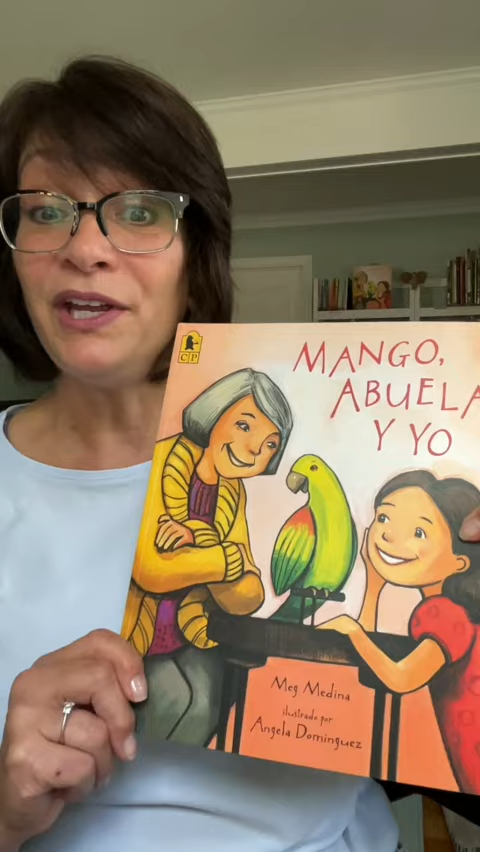 CP
MANGO,
ABUELA
Y YO
Meg Medina
ilustrado por
Angela Dominguez